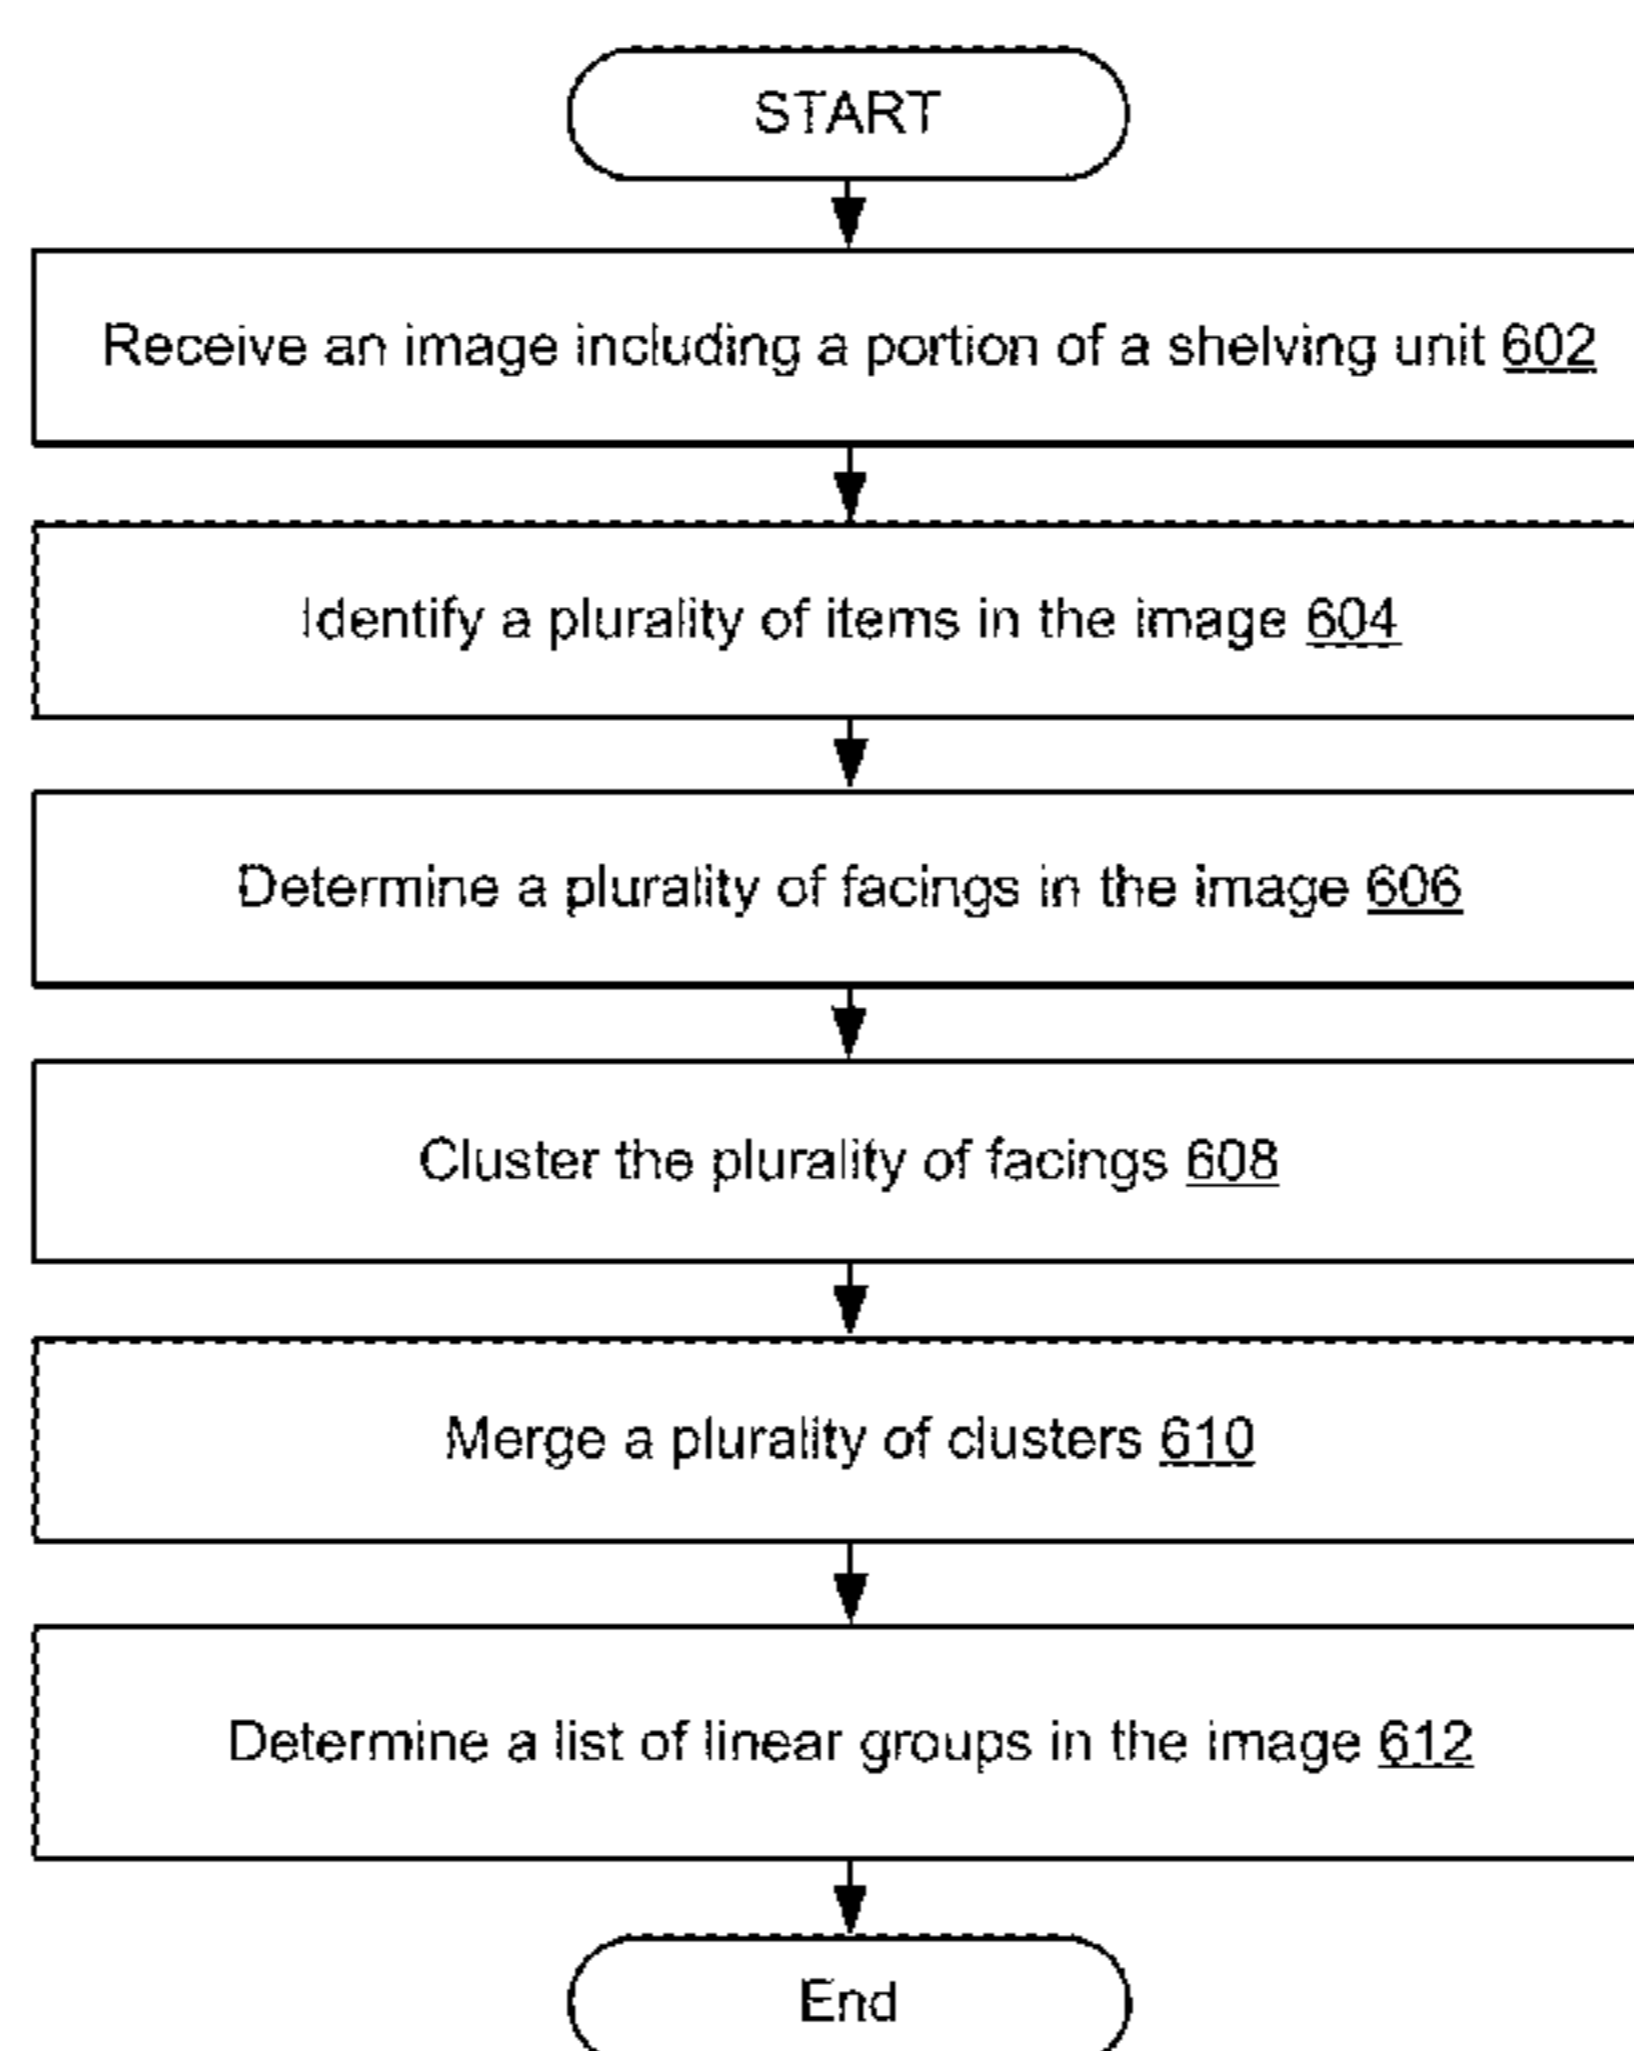 START
Receive an image including a portion of a shelving unit 602
Identify a plurality of items in the image 604
Determine a plurality of facings in the image 606
Cluster the plurality of facings 608
Merge a plurality of clusters 610
Determine a list of linear groups in the image 612
End